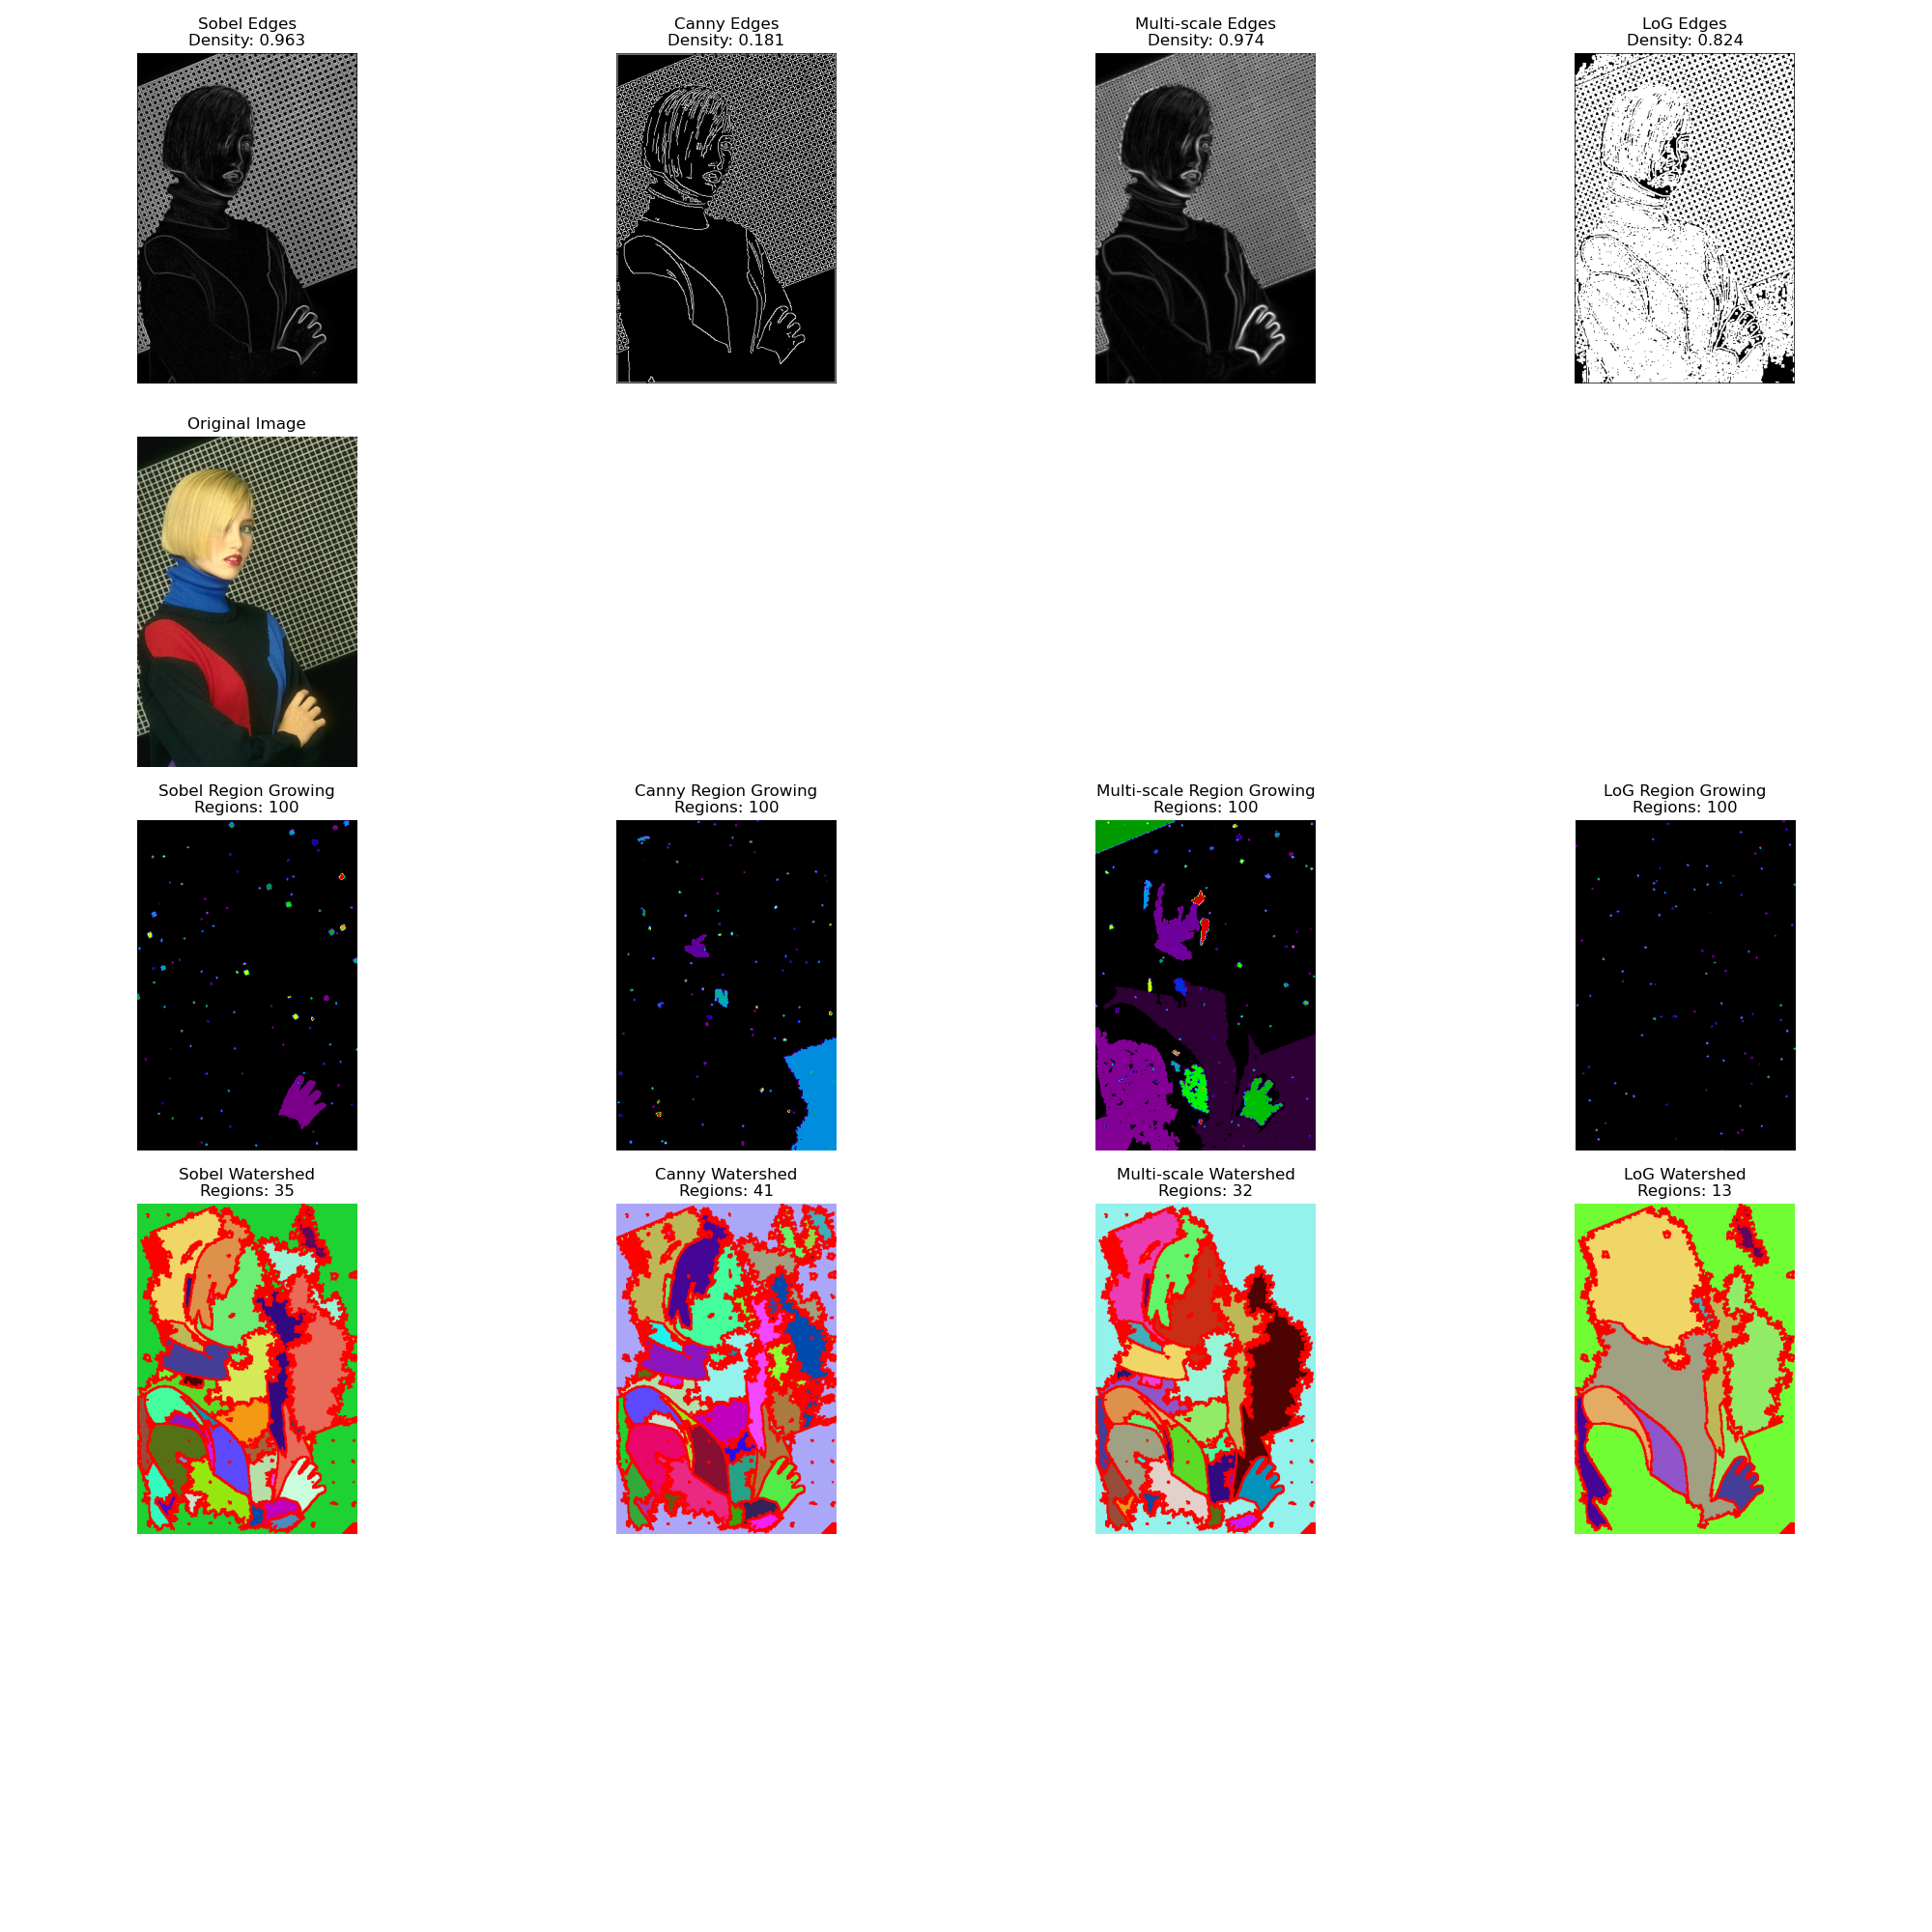 Sobel Edges
Density: 0.963
Canny Edges
Density: 0.181
Multi-scale Edges
Density: 0.974
LoG Edges
Density: 0.824
Original Image
Sobel Region Growing
Regions: 100
Canny Region Growing
Regions: 100
Multi-scale Region Growing
Regions: 100
LoG Region Growing
Regions: 100
Sobel Watershed
Regions: 35
Canny Watershed
Regions: 41
Multi-scale Watershed
Regions: 32
LoG Watershed
Regions: 13